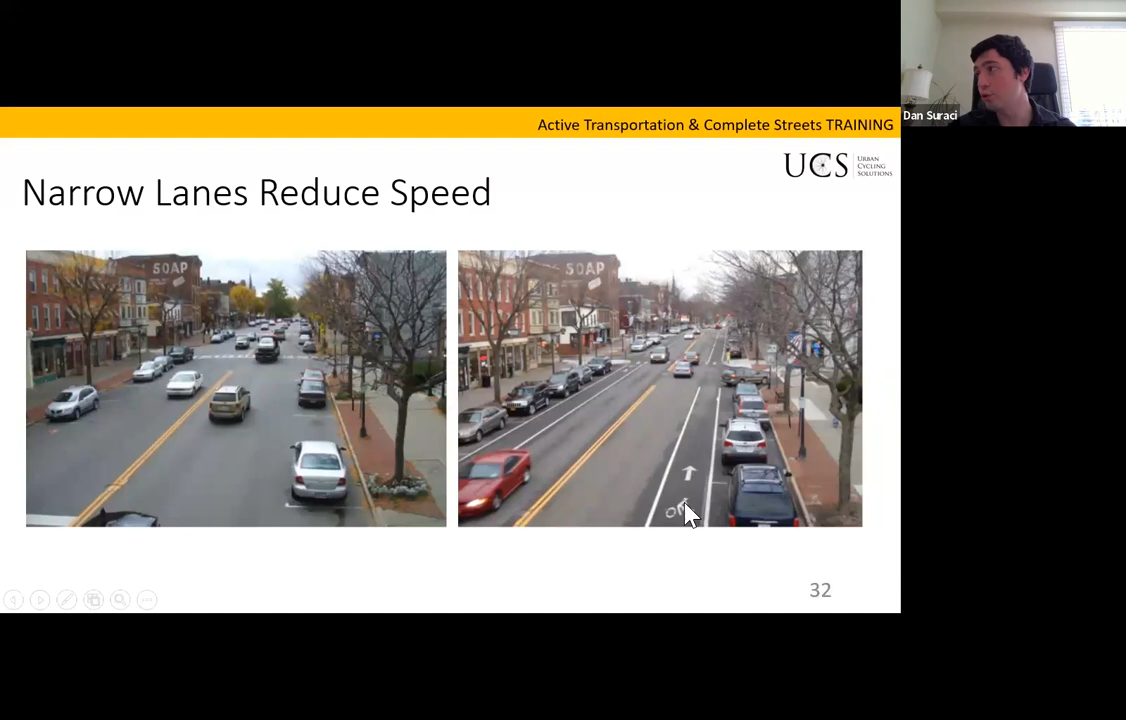 Active Transportation & Complete Streets TRAINING
UCS
URBAN
CYCLING
SOLUTIONS
Dan Suraci
Narrow Lanes Reduce Speed
SOAP
SOAP
32